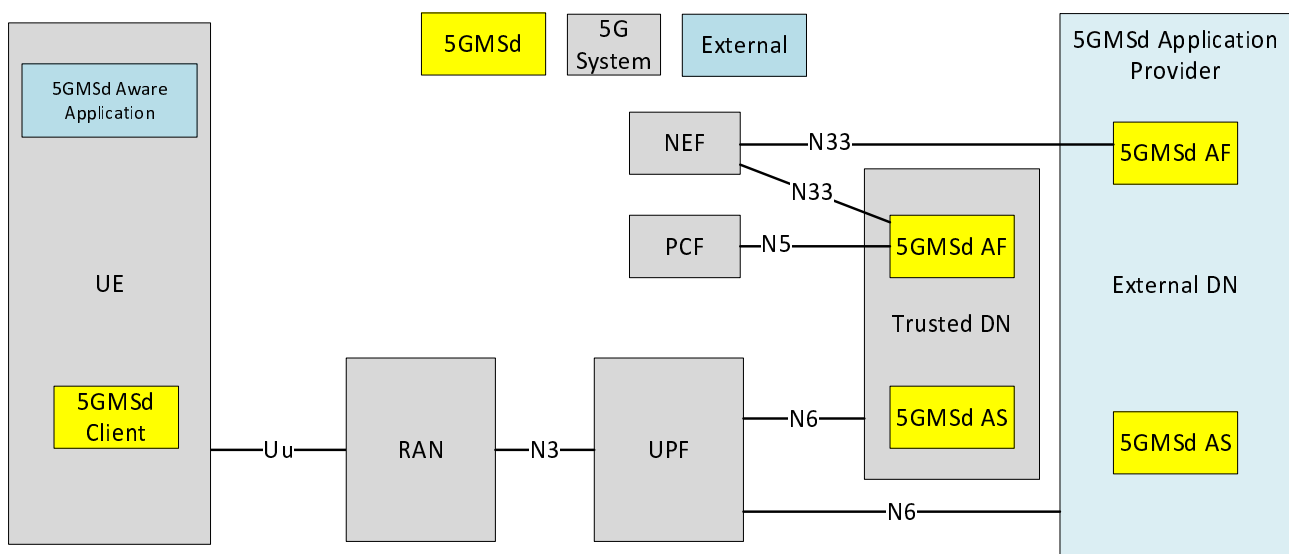 5GMSd
5G
System
External
5GMSd Application
Provider
5GMSd Aware
Application
NEF
N33
5GMSd AF
N33
PCF
N5
5GMSd AF
UE
External DN
Trusted DN
5GMSd
Client
N6
5GMSd AS
5GMSd AS
Uu
RAN
N3
UPF
N6